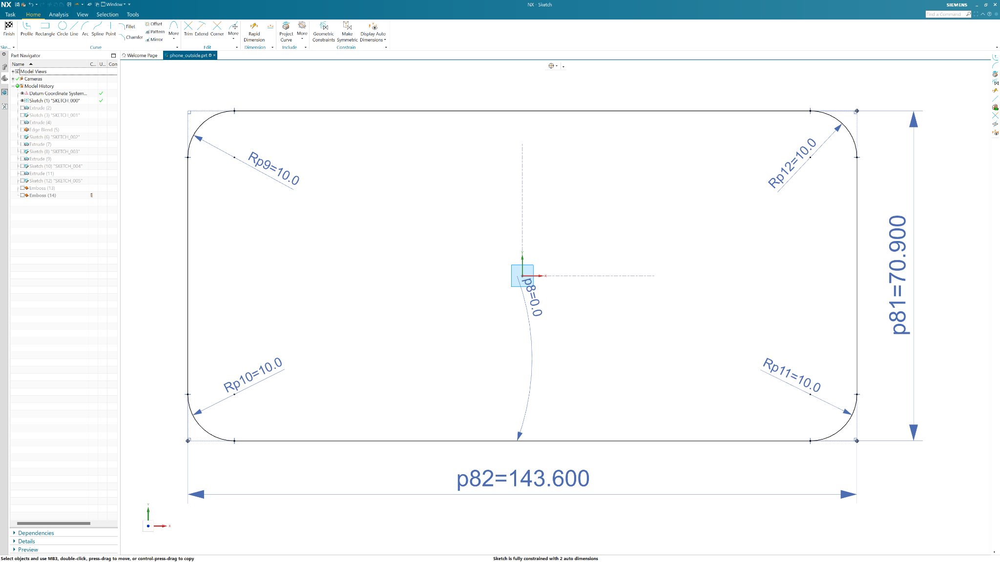 NX Window NX - Sketch SIEMENS
Task Home Analysis View Selection Tools Find a Command
Finish Profile Rectangle Circle Line Arc Spline Point Fillet Chamfer Offset Pattern Mirror More Trim Extend Corner More Rapid Dimension Project Curve More Geometric Constraints Make Symmetric Display Auto Dimensions
Ske... Curve Edit Dimension Include Constrain
Part Navigator
Welcome Page phone_outside.prt
Name C... U... Con
Model Views
Cameras
Model History
Datum Coordinate System...
Sketch (1) "SKETCH_000"
Extrude (2)
Sketch (3) "SKETCH_001"
Extrude (4)
Edge Blend (5)
Sketch (6) "SKETCH_002"
Extrude (7)
Sketch (8) "SKETCH_003"
Extrude (9)
Sketch (10) "SKETCH_004"
Extrude (11)
Sketch (12) "SKETCH_005"
Emboss (13)
Emboss (14)
Rp9=10.0
Rp12=10.0
p81=70.900
Y
X
p8=0.0
Rp10=10.0
Rp11=10.0
p82=143.600
Y
X
Dependencies
Details
Preview
Select objects and use MB3, double-click, press-drag to move, or control-press-drag to copy
Sketch is fully constrained with 2 auto dimensions